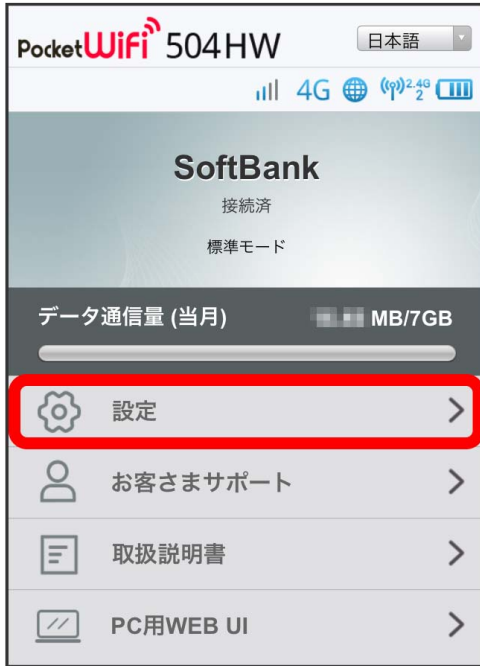 Pocket WiFi 504HW
日本語
4G 2.4G 2
SoftBank
接続済
標準モード
データ通信量 (当月) MB/7GB
設定
お客さまサポート
取扱説明書
PC用WEB UI